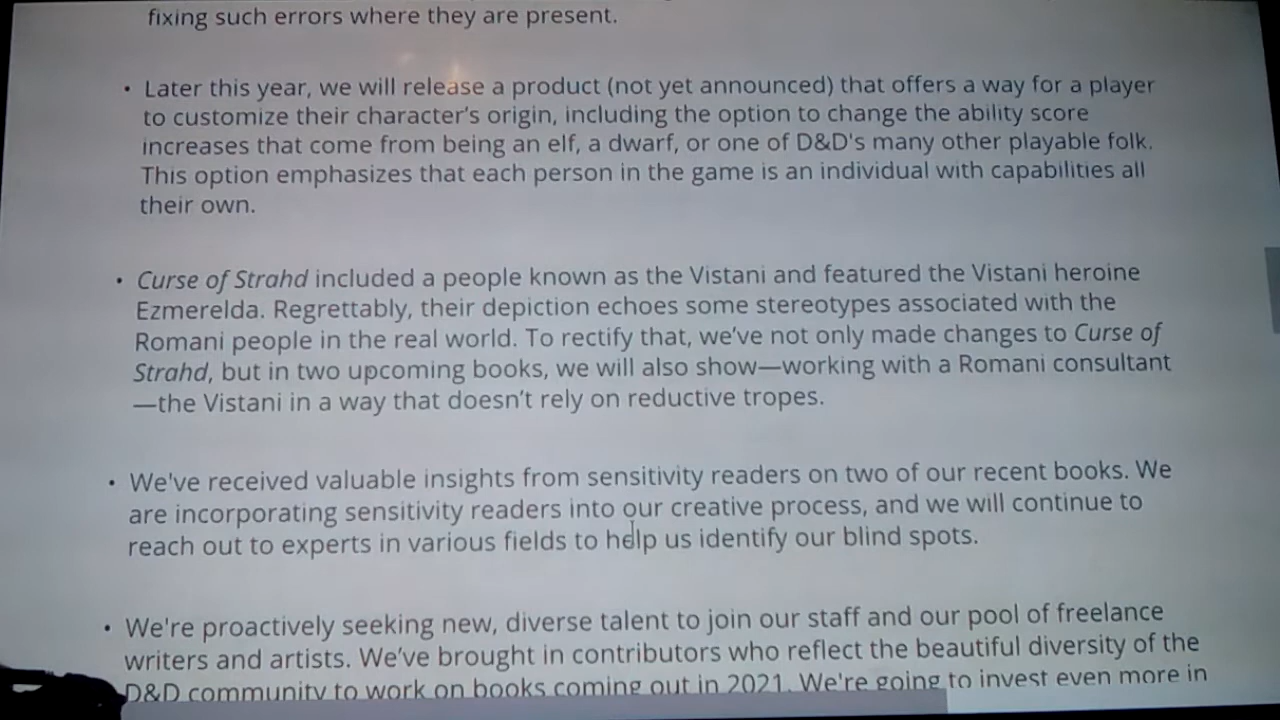 fixing such errors where they are present.
• Later this year, we will release a product (not yet announced) that offers a way for a player
to customize their character's origin, including the option to change the ability score
increases that come from being an elf, a dwarf, or one of D&D's many other playable folk.
This option emphasizes that each person in the game is an individual with capabilities all
their own.
• Curse of Strahd included a people known as the Vistani and featured the Vistani heroine
Ezmerelda. Regrettably, their depiction echoes some stereotypes associated with the
Romani people in the real world. To rectify that, we've not only made changes to Curse of
Strahd, but in two upcoming books, we will also show—working with a Romani consultant
—the Vistani in a way that doesn't rely on reductive tropes.
• We've received valuable insights from sensitivity readers on two of our recent books. We
are incorporating sensitivity readers into our creative process, and we will continue to
reach out to experts in various fields to help us identify our blind spots.
• We're proactively seeking new, diverse talent to join our staff and our pool of freelance
writers and artists. We've brought in contributors who reflect the beautiful diversity of the
D&D community to work on books coming out in 2021. We're going to invest even more in